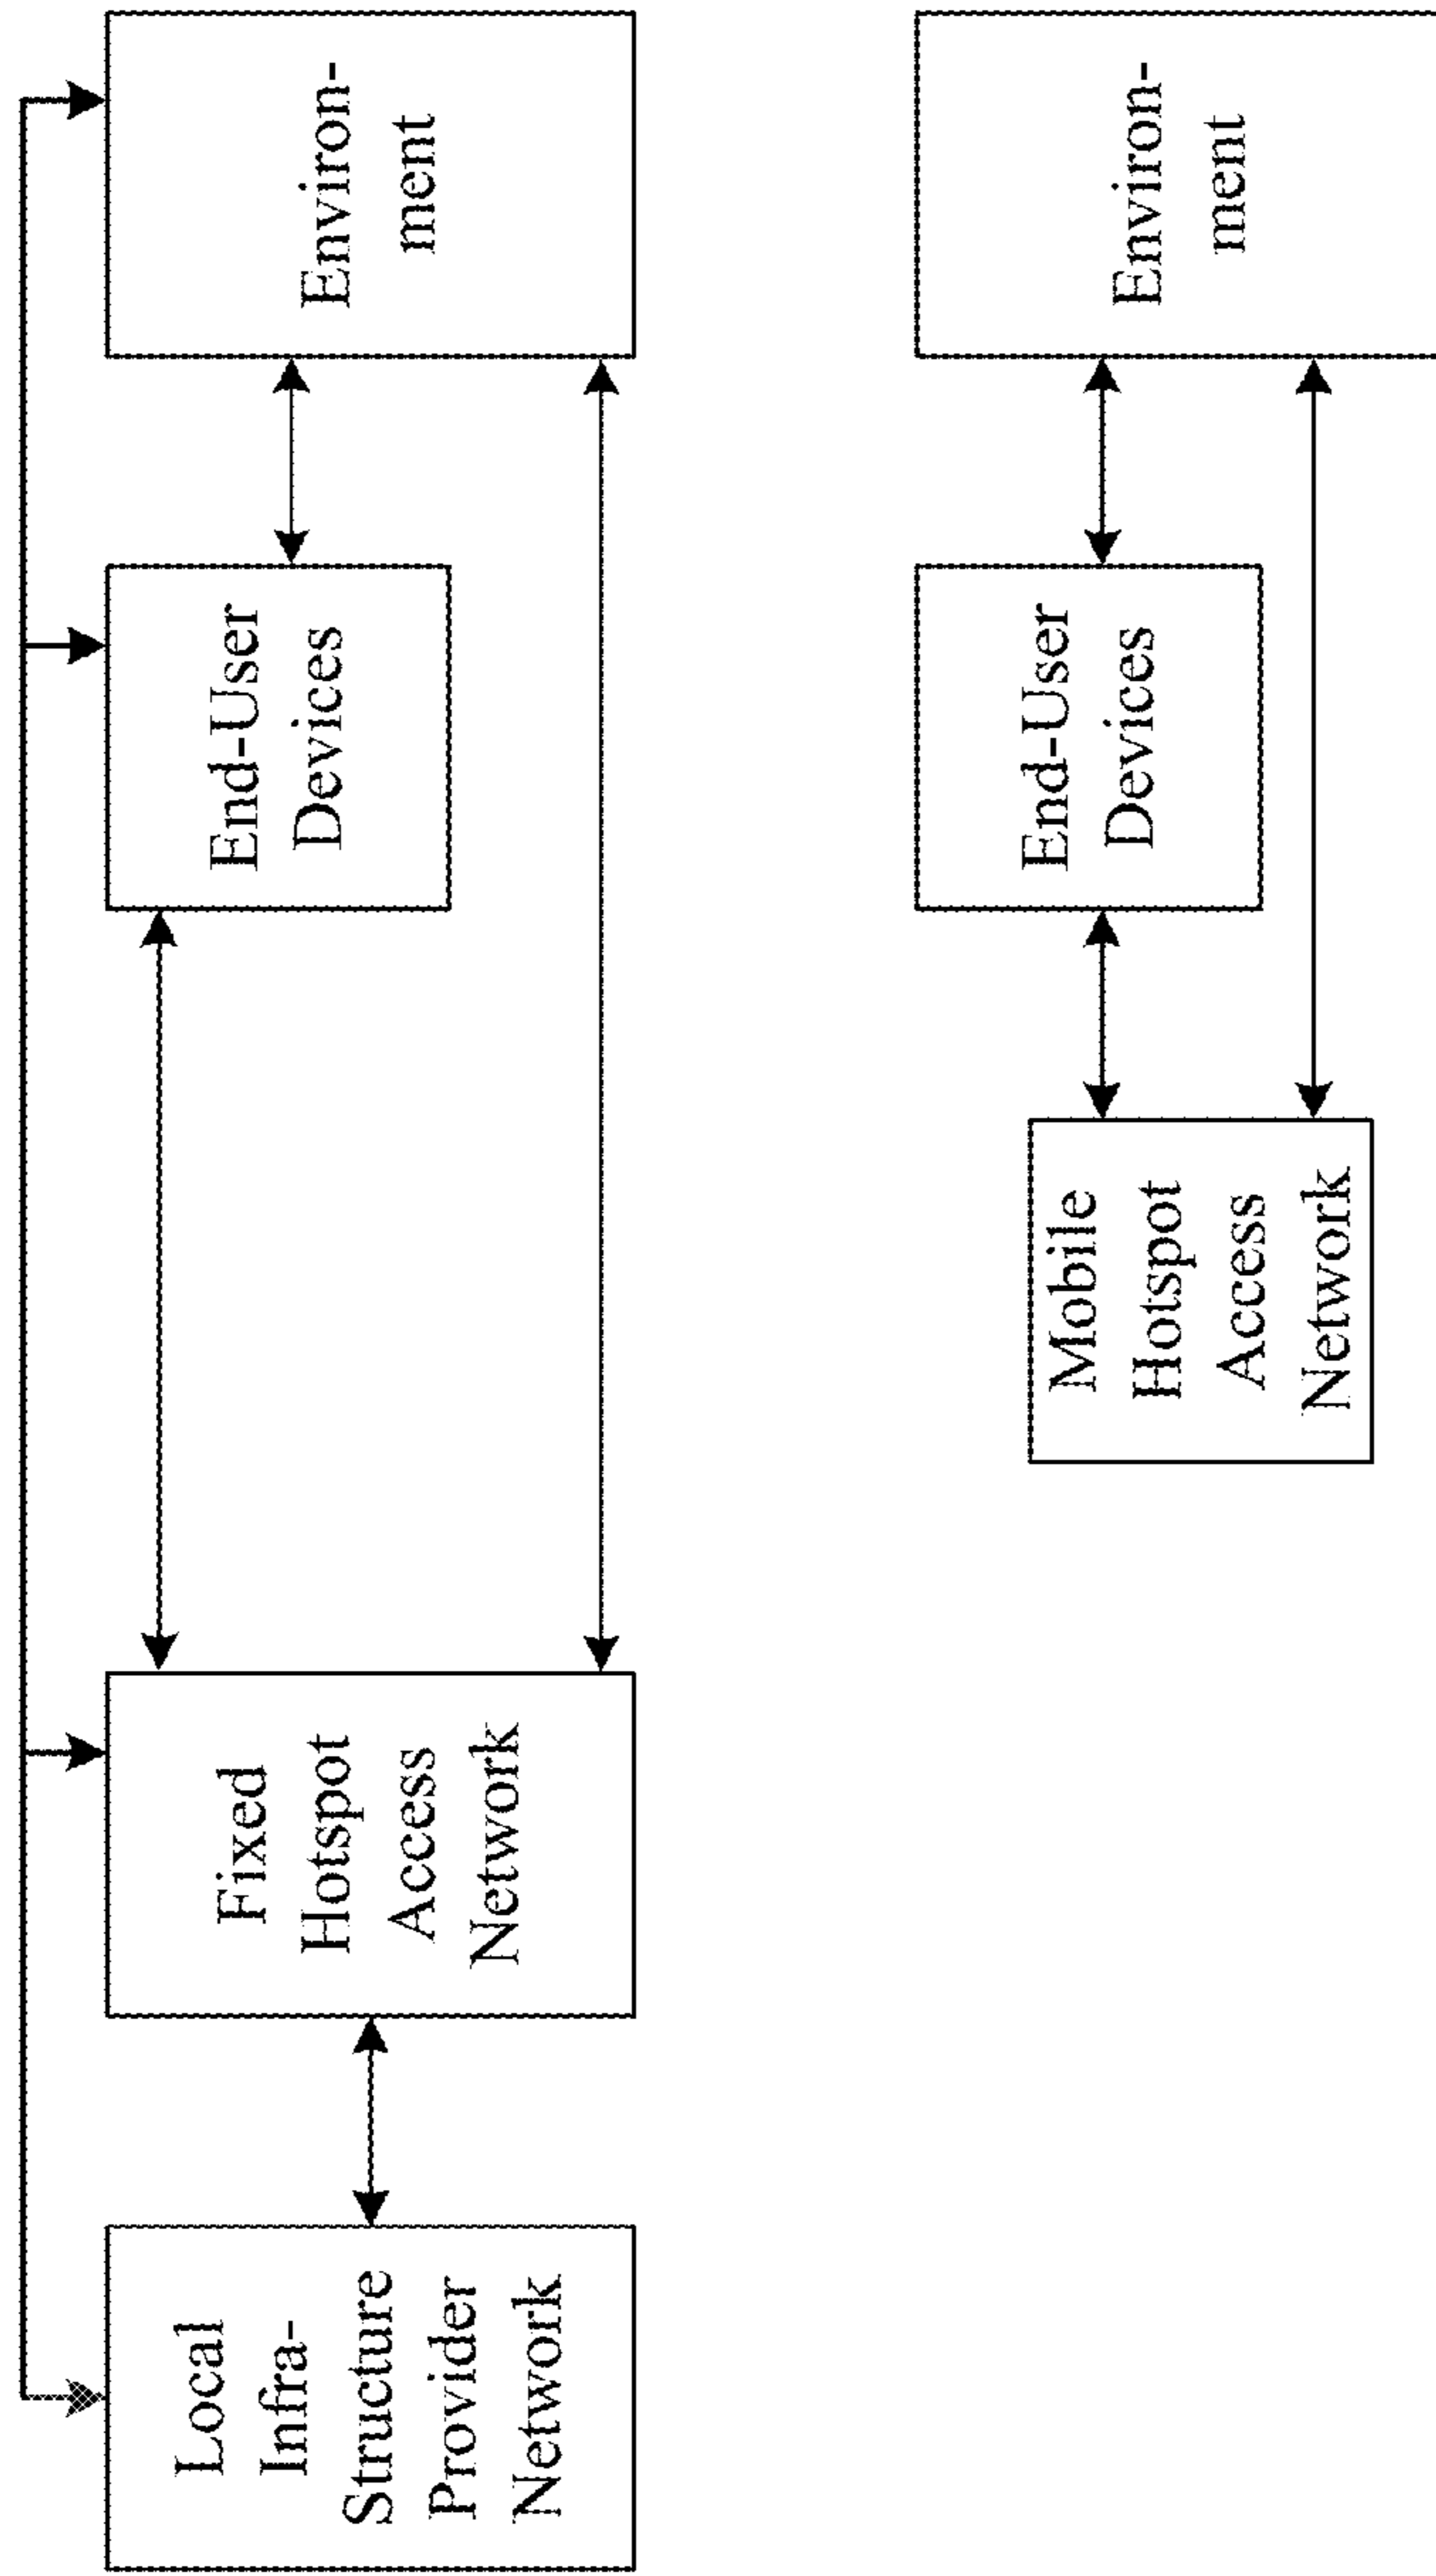 Local
Infra-
Structure
Provider
Network
Fixed
Hotspot
Access
Network
End-User
Devices
Environ-
ment
Mobile
Hotspot
Access
Network
End-User
Devices
Environ-
ment